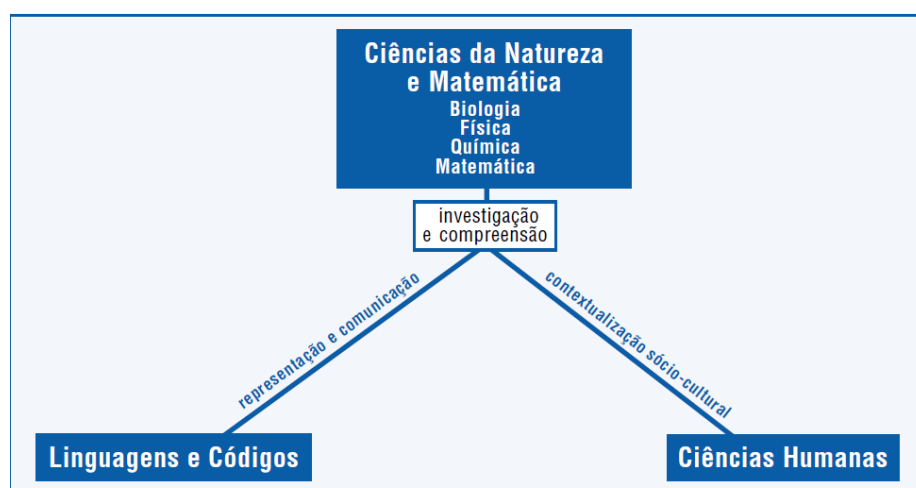 Ciências da Natureza
e Matemática
Biologia
Física
Química
Matemática
investigação
e compreensão
representação e comunicação
contextualização sócio-cultural
Linguagens e Códigos
Ciências Humanas